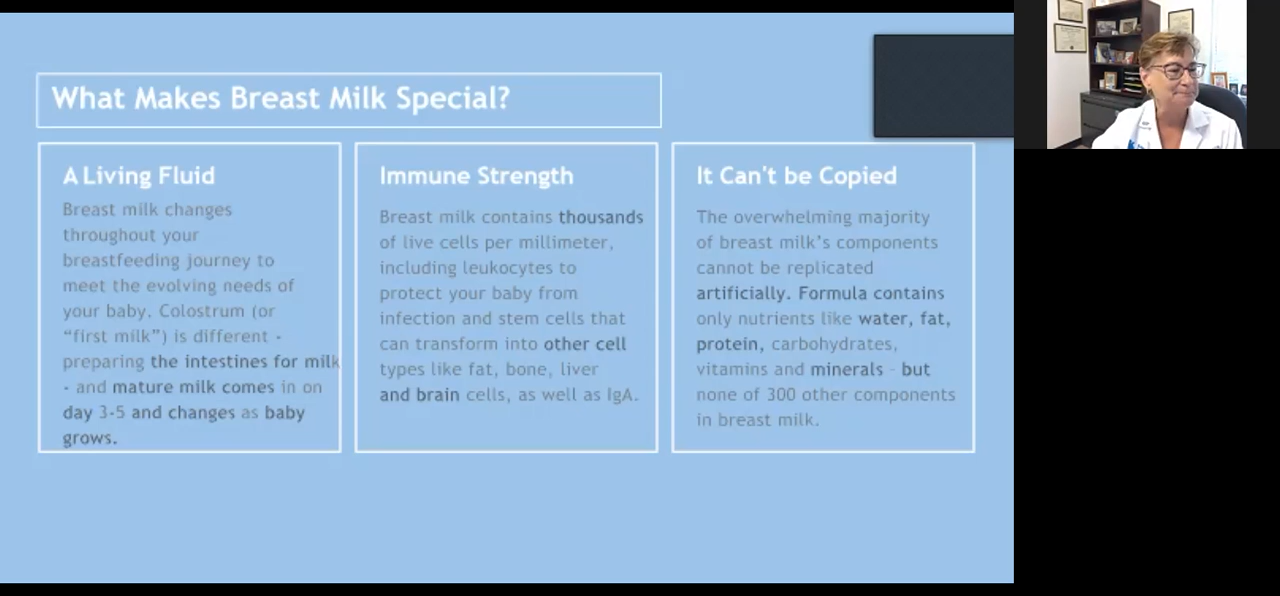 What Makes Breast Milk Special?
A Living Fluid
Breast milk changes
throughout your
breastfeeding journey to
meet the evolving needs of
your baby. Colostrum (or
“first milk”) is different -
preparing the intestines for milk
- and mature milk comes in on
day 3-5 and changes as baby
grows.
Immune Strength
Breast milk contains thousands
of live cells per millimeter,
including leukocytes to
protect your baby from
infection and stem cells that
can transform into other cell
types like fat, bone, liver
and brain cells, as well as IgA.
It Can't be Copied
The overwhelming majority
of breast milk’s components
cannot be replicated
artificially. Formula contains
only nutrients like water, fat,
protein, carbohydrates,
vitamins and minerals - but
none of 300 other components
in breast milk.